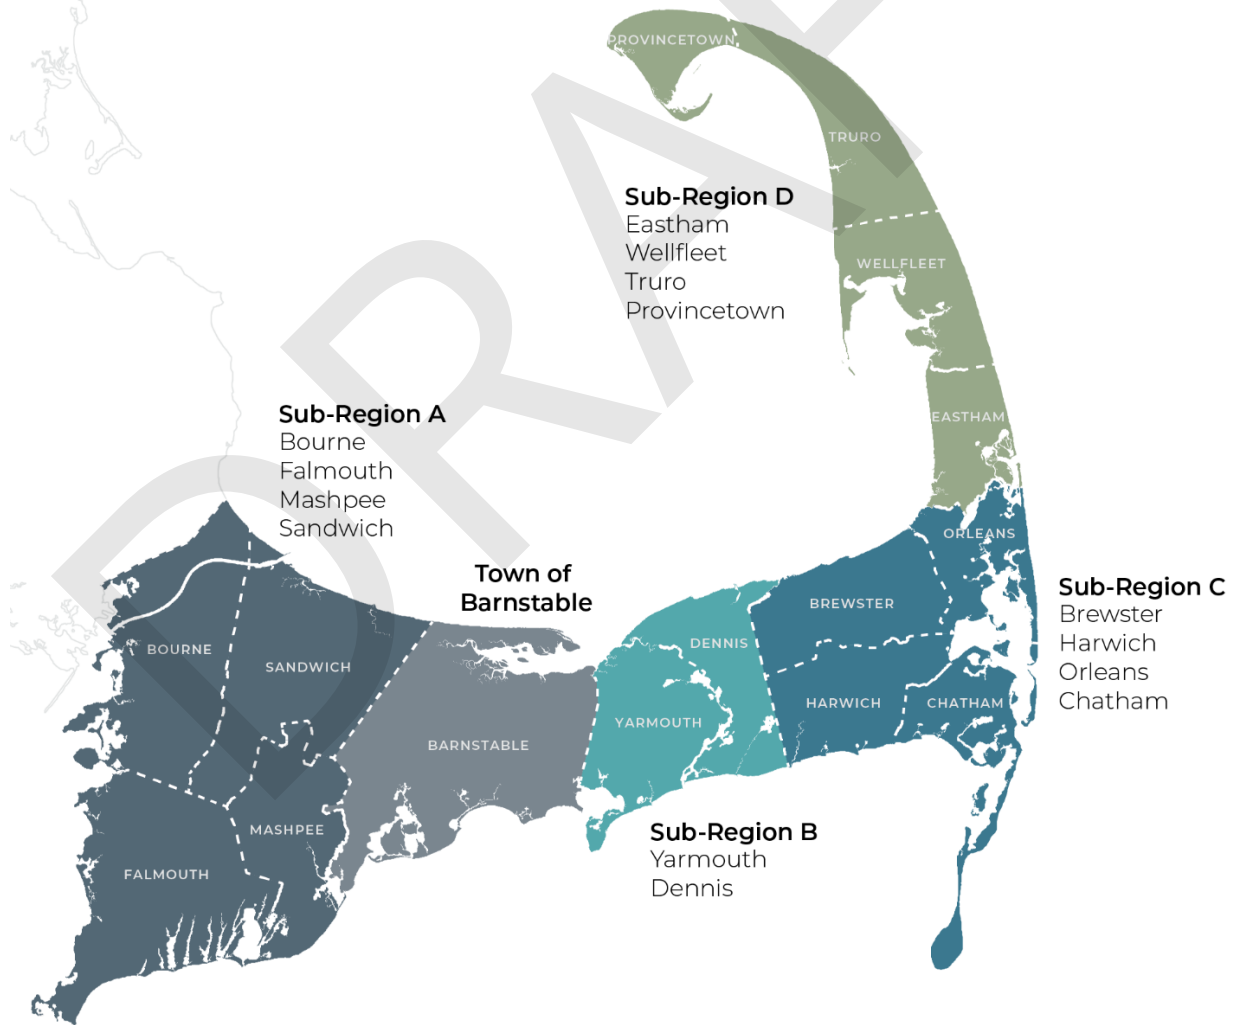 PROVINCETOWN
TRURO
Sub-Region D
Eastham
Wellfleet
Truro
Provincetown
WELLFLEET
EASTHAM
Sub-Region A
Bourne
Falmouth
Mashpee
Sandwich
ORLEANS
Town of
Barnstable
Sub-Region C
Brewster
Harwich
Orleans
Chatham
BREWSTER
DENNIS
BOURNE
SANDWICH
HARWICH
CHATHAM
YARMOUTH
BARNSTABLE
MASHPEE
Sub-Region B
Yarmouth
Dennis
FALMOUTH
DRAFT